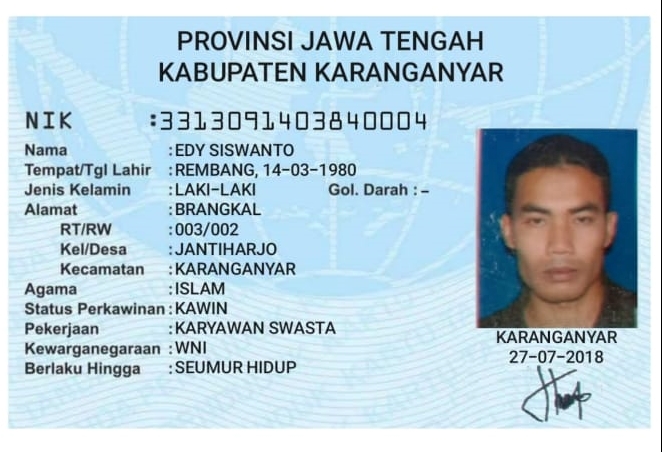 PROVINSI JAWA TENGAH
KABUPATEN KARANGANYAR
NIK :3313091403840004
Nama :EDY SISWANTO
Tempat/Tgl Lahir :REMBANG, 14-03-1980
Jenis Kelamin :LAKI-LAKI Gol. Darah :-
Alamat :BRANGKAL
RT/RW :003/002
Kel/Desa :JANTIHARJO
Kecamatan :KARANGANYAR
Agama :ISLAM
Status Perkawinan :KAWIN
Pekerjaan :KARYAWAN SWASTA
Kewarganegaraan :WNI
Berlaku Hingga :SEUMUR HIDUP
KARANGANYAR
27-07-2018